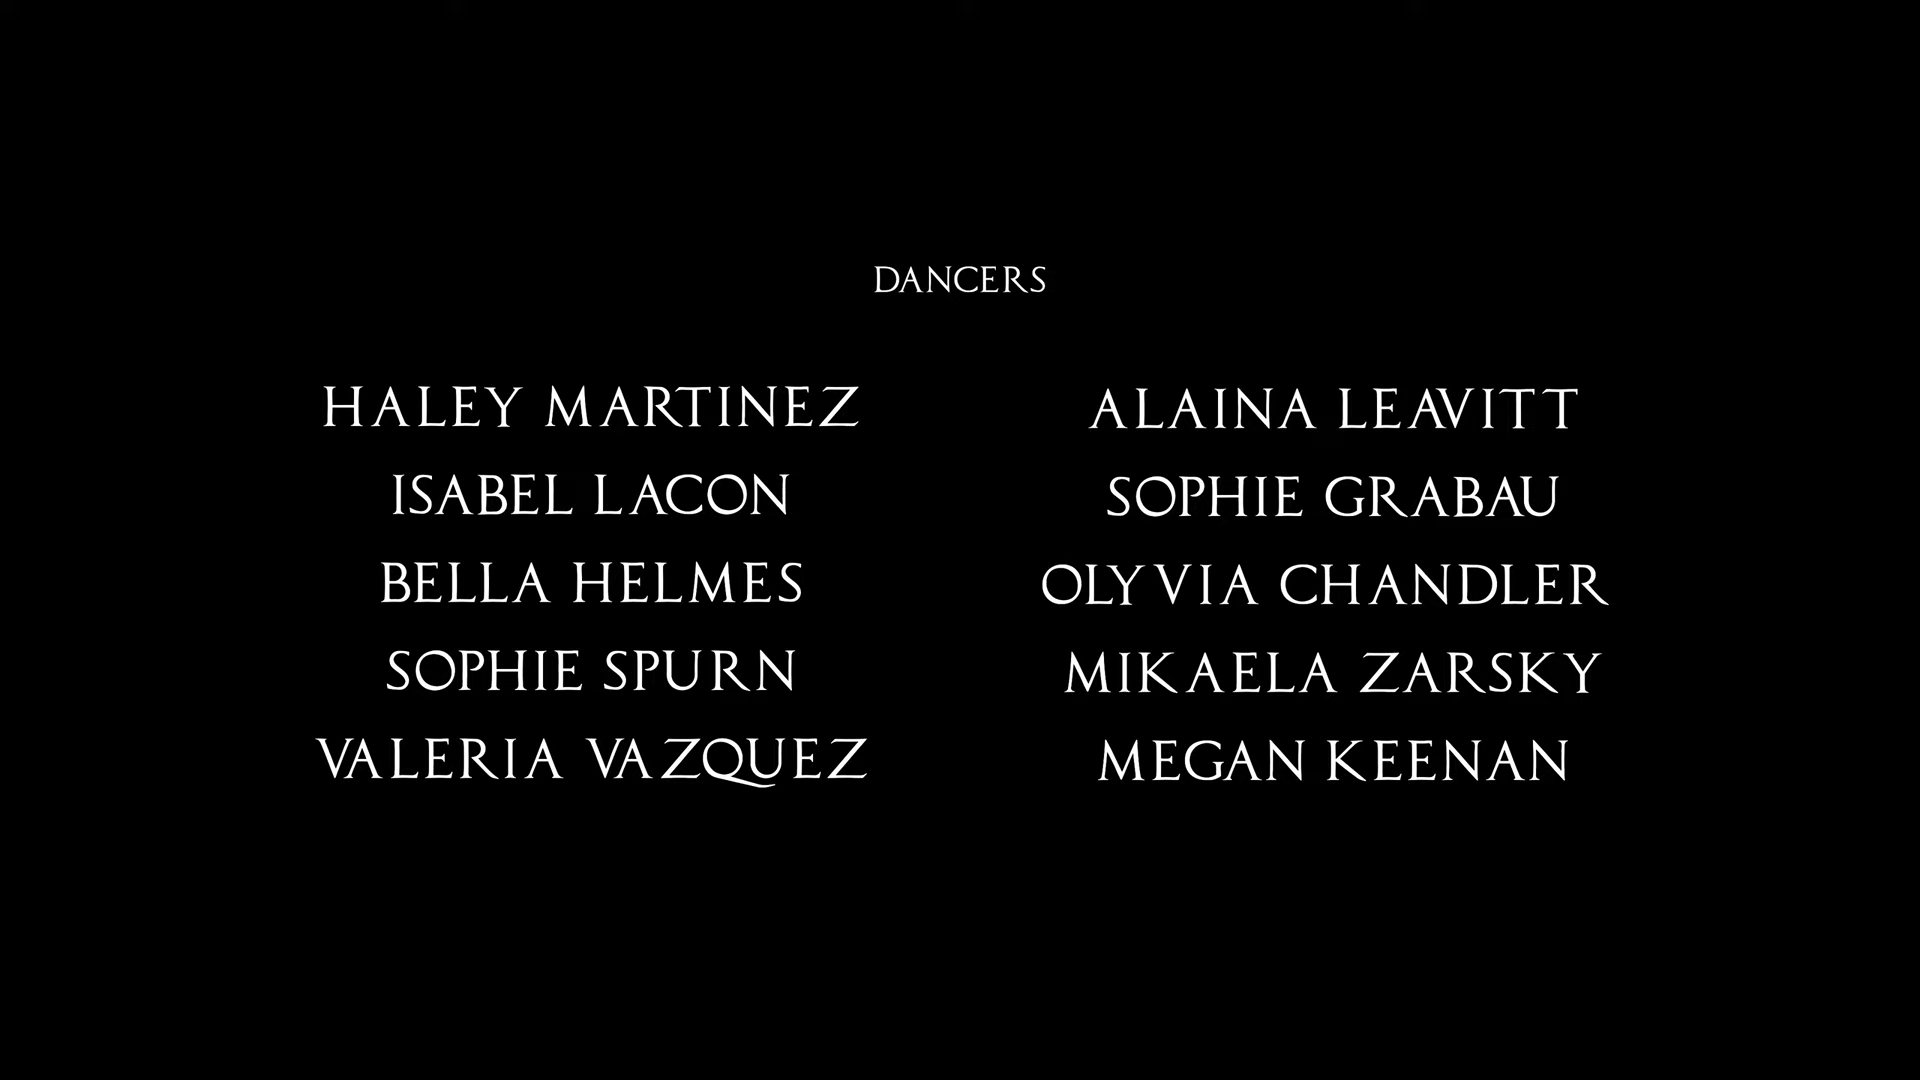 DANCERS
HALEY MARTINEZ
ISABEL LACON
BELLA HELMES
SOPHIE SPURN
VALERIA VAZQUEZ
ALAINA LEAVITT
SOPHIE GRABAU
OLYVIA CHANDLER
MIKAELA ZARSKY
MEGAN KEENAN